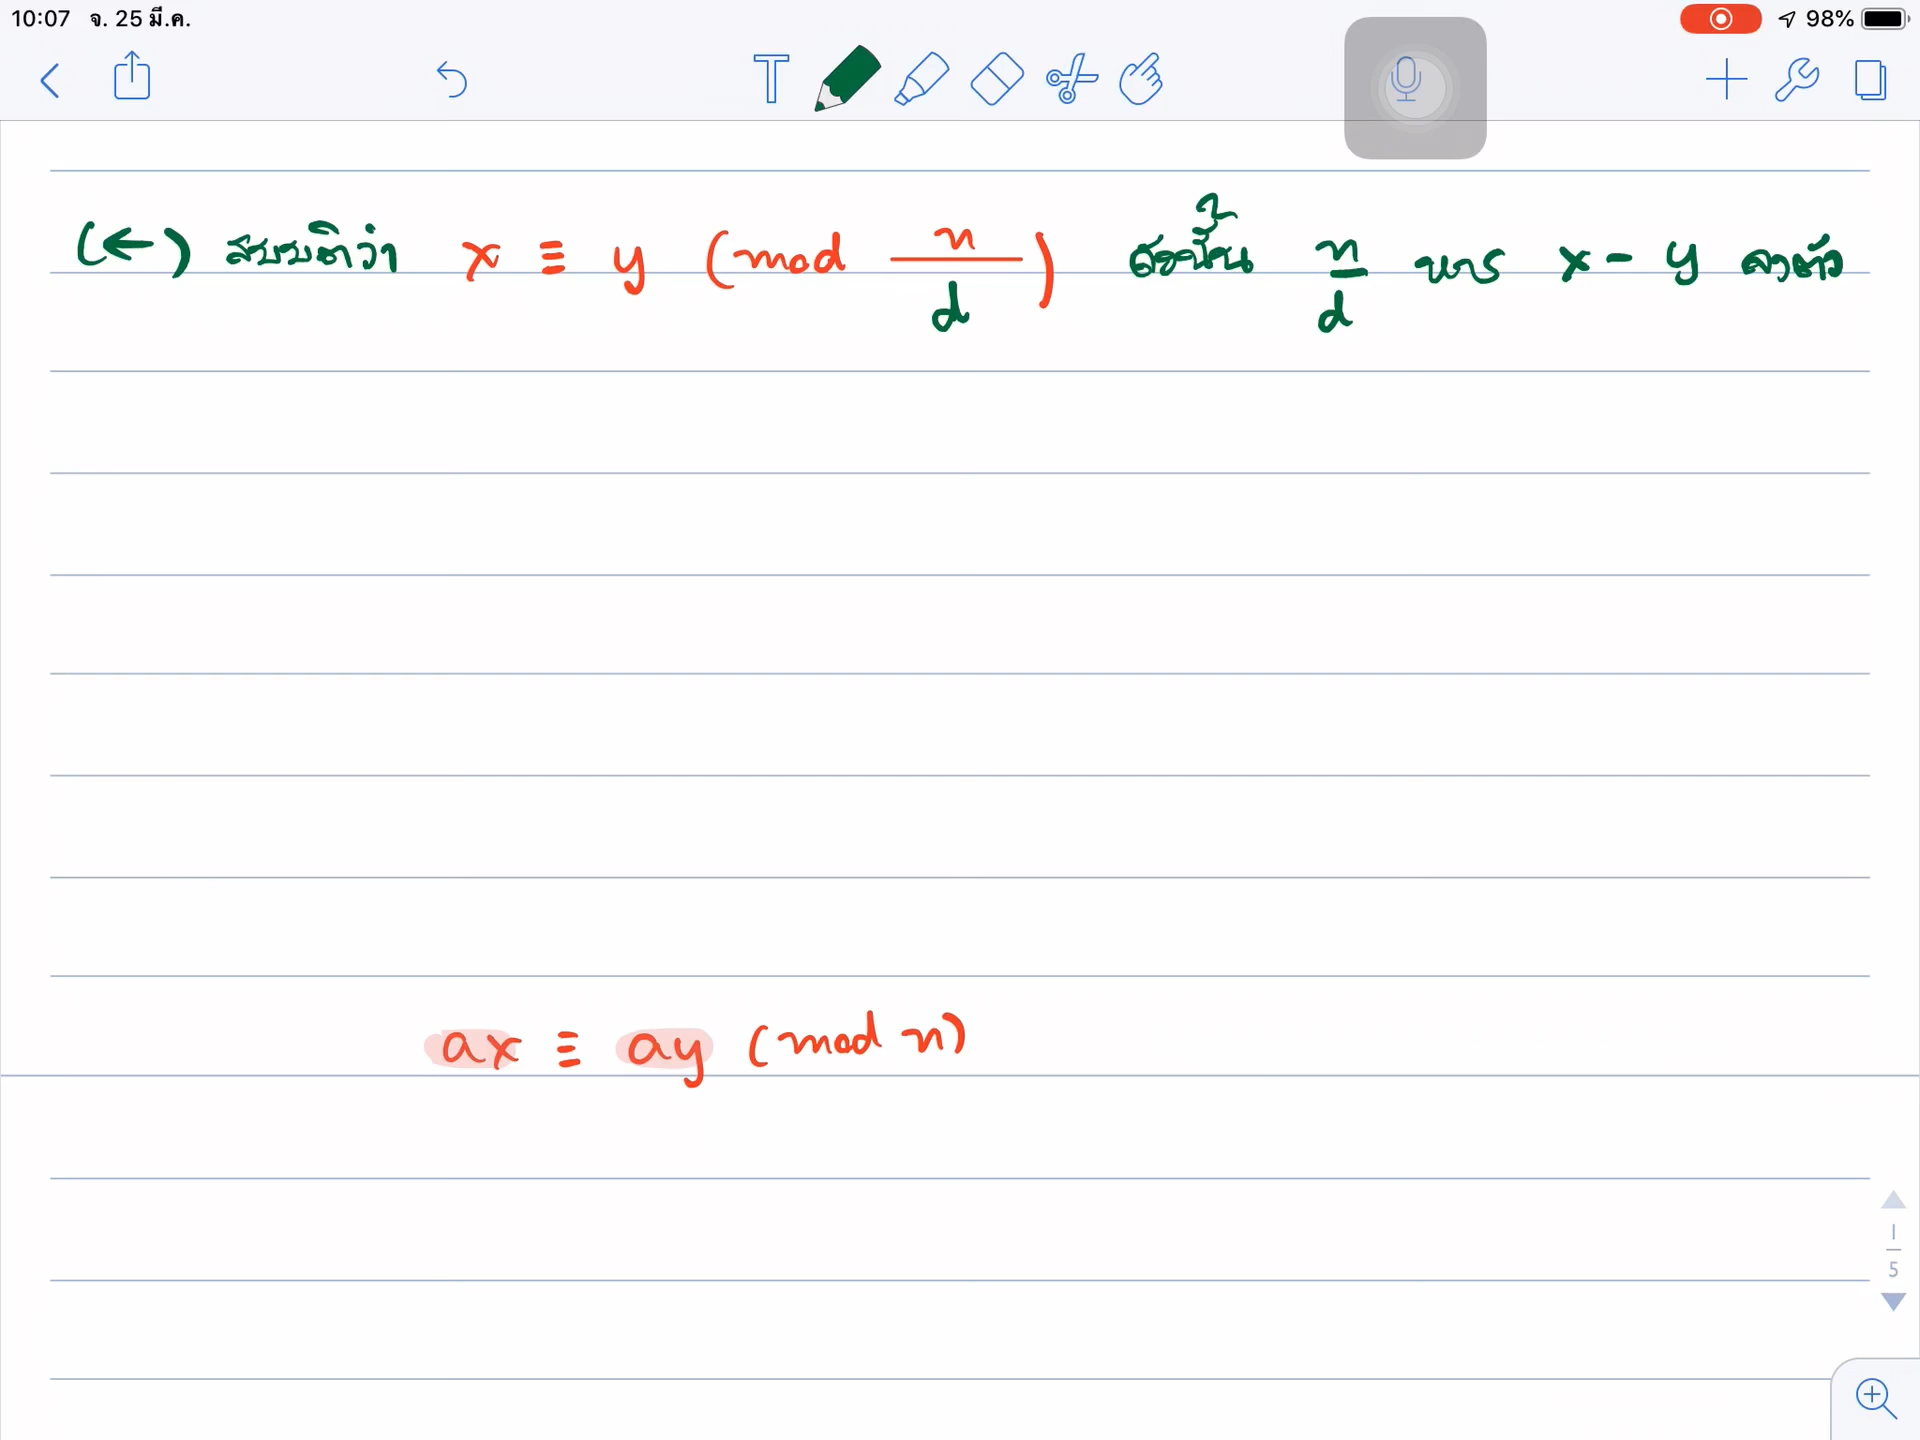 10:07 จ. 25 มี.ค. 98%
T
(←) สมมติว่า x ≡ y (mod n/d) ดังนั้น n/d หาร x - y ลงตัว
ax ≡ ay (mod n)
1
5